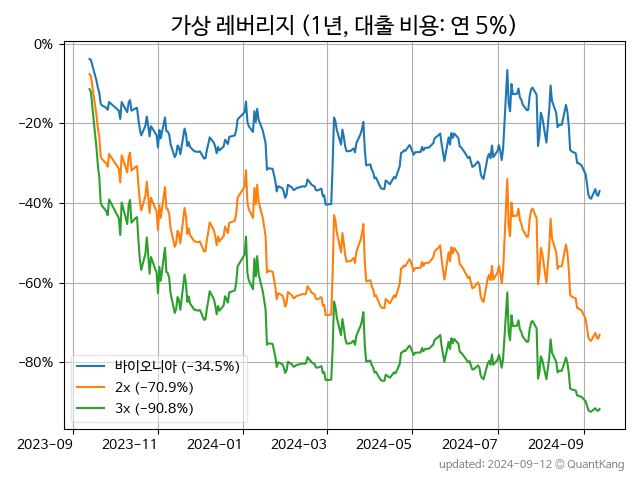 가상 레버리지 (1년, 대출 비용: 연 5%)
0%
−20%
−40%
−60%
−80%
바이오니아 (−34.5%)
2x (−70.9%)
3x (−90.8%)
2023−09 2023−11 2024−01 2024−03 2024−05 2024−07 2024−09
updated: 2024−09−12 © QuantKang